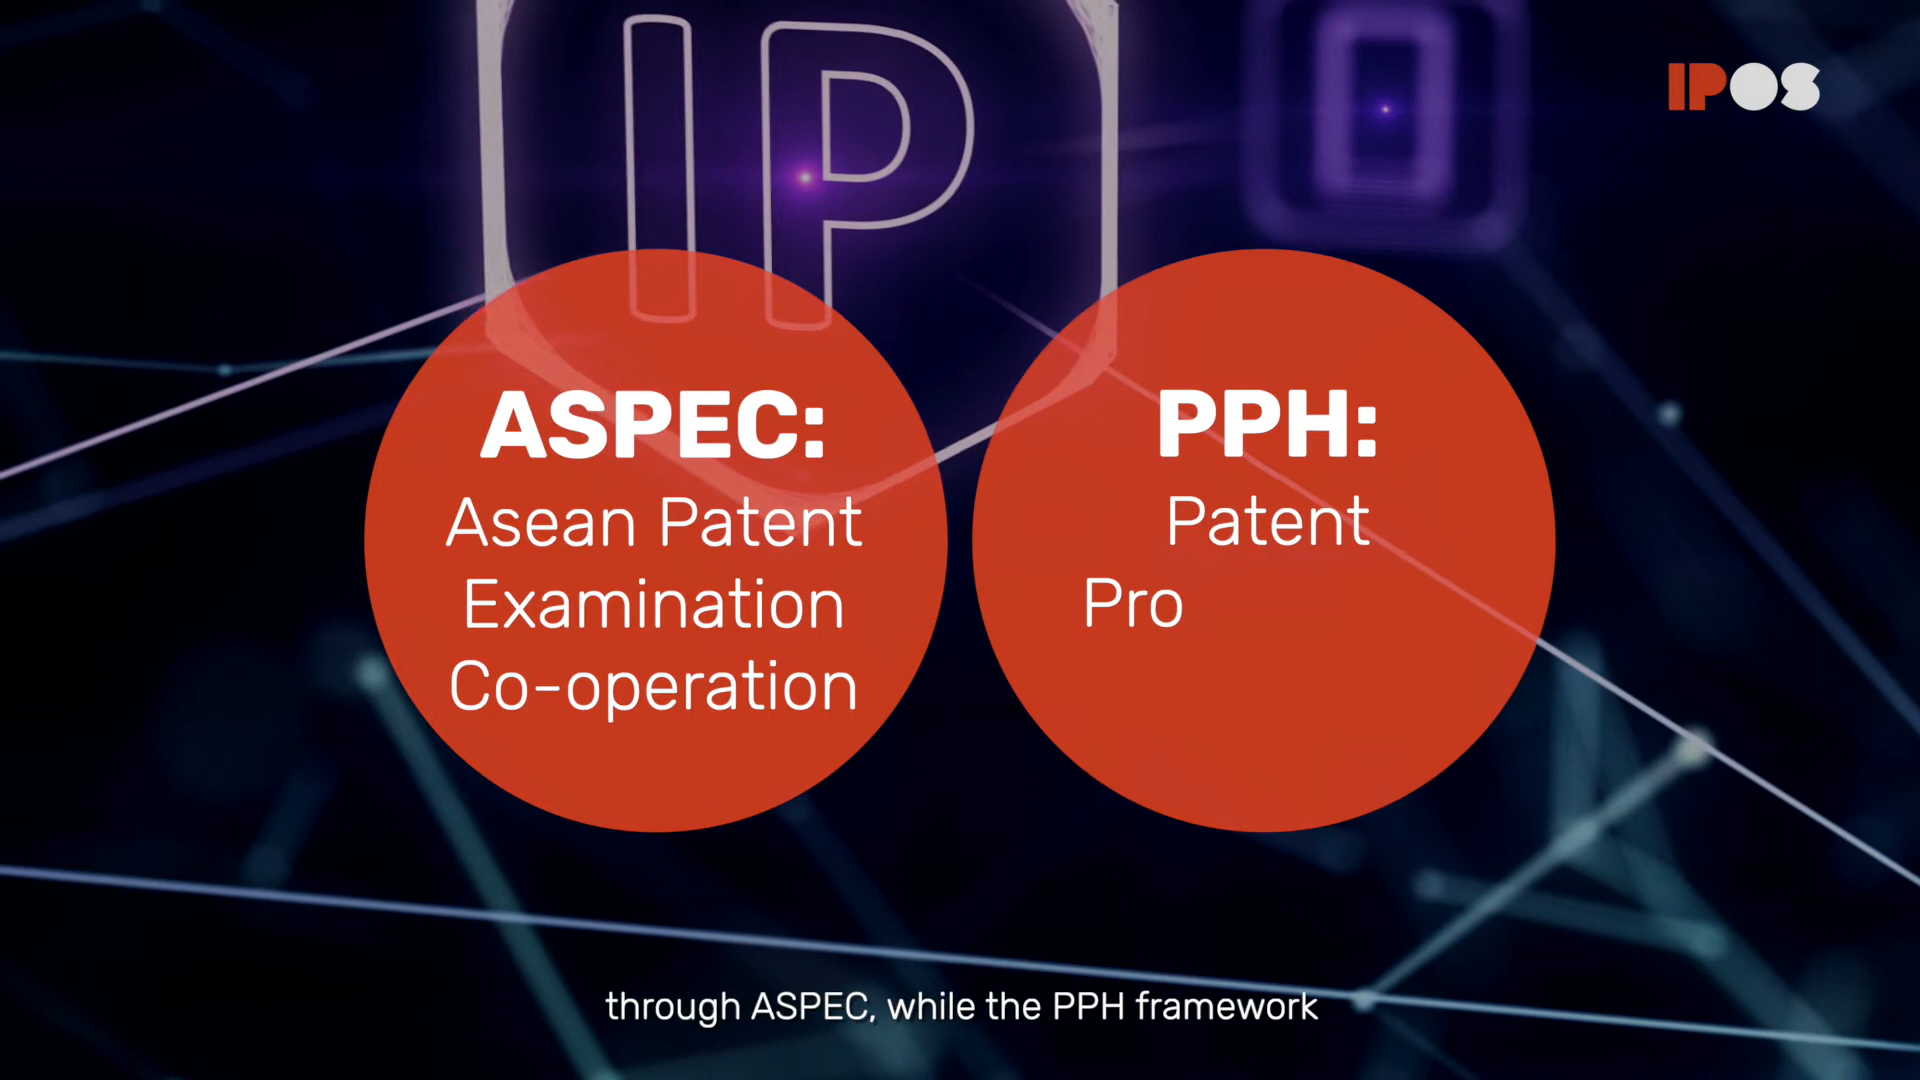 IP
IPOS
ASPEC:
Asean Patent
Examination
Co-operation
PPH:
Patent
Pro
through ASPEC, while the PPH framework